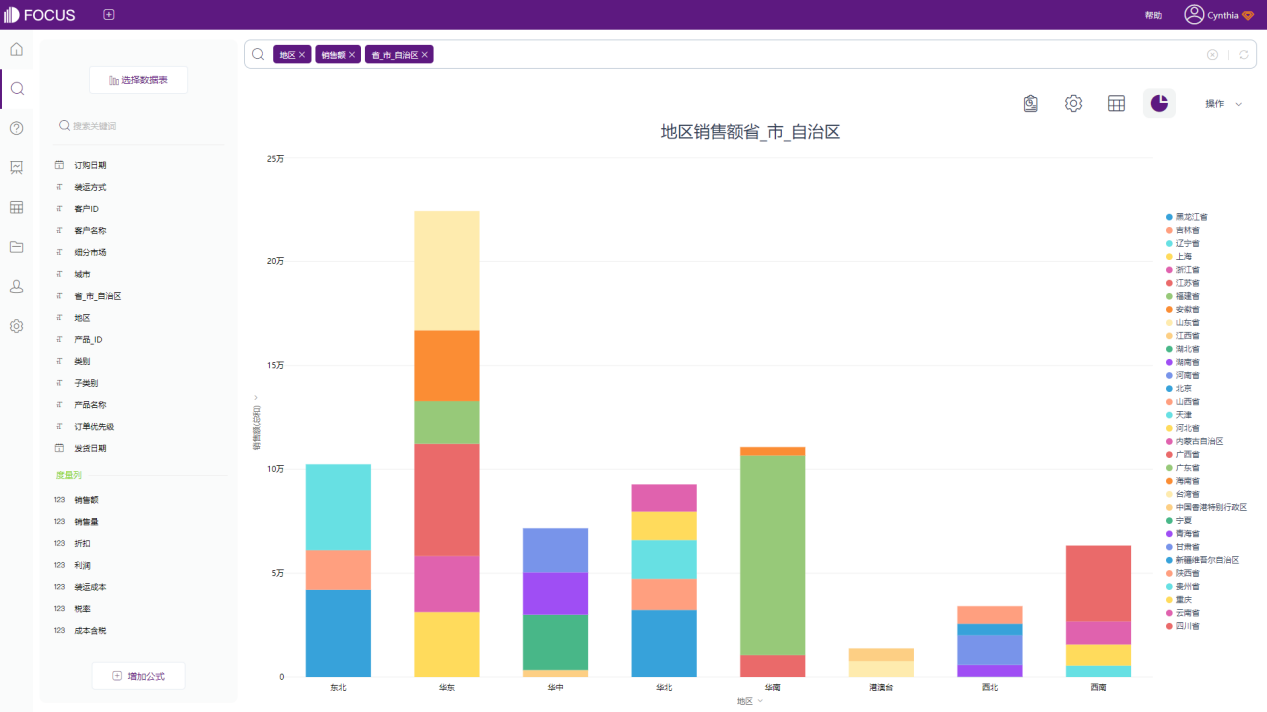 FOCUS
帮助
Cynthia
地区
销售额
省_市_自治区
选择数据表
操作
搜索关键词
订购日期
装运方式
客户ID
客户名称
细分市场
城市
省_市_自治区
地区
产品_ID
类别
子类别
产品名称
订单优先级
发货日期
度量列
123 销售额
123 销售量
123 折扣
123 利润
123 装运成本
123 税率
123 成本含税
增加公式
地区销售额省_市_自治区
25万
20万
15万
10万
5万
0
销售额(总和)
东北
华东
华中
华北
华南
港澳台
西北
西南
地区
黑龙江省
吉林省
辽宁省
上海
浙江省
江苏省
福建省
安徽省
山东省
江西省
湖北省
湖南省
河南省
北京
山西省
天津
河北省
内蒙古自治区
广西省
广东省
海南省
台湾省
中国香港特别行政区
宁夏
青海省
甘肃省
新疆维吾尔自治区
陕西省
贵州省
重庆
云南省
四川省